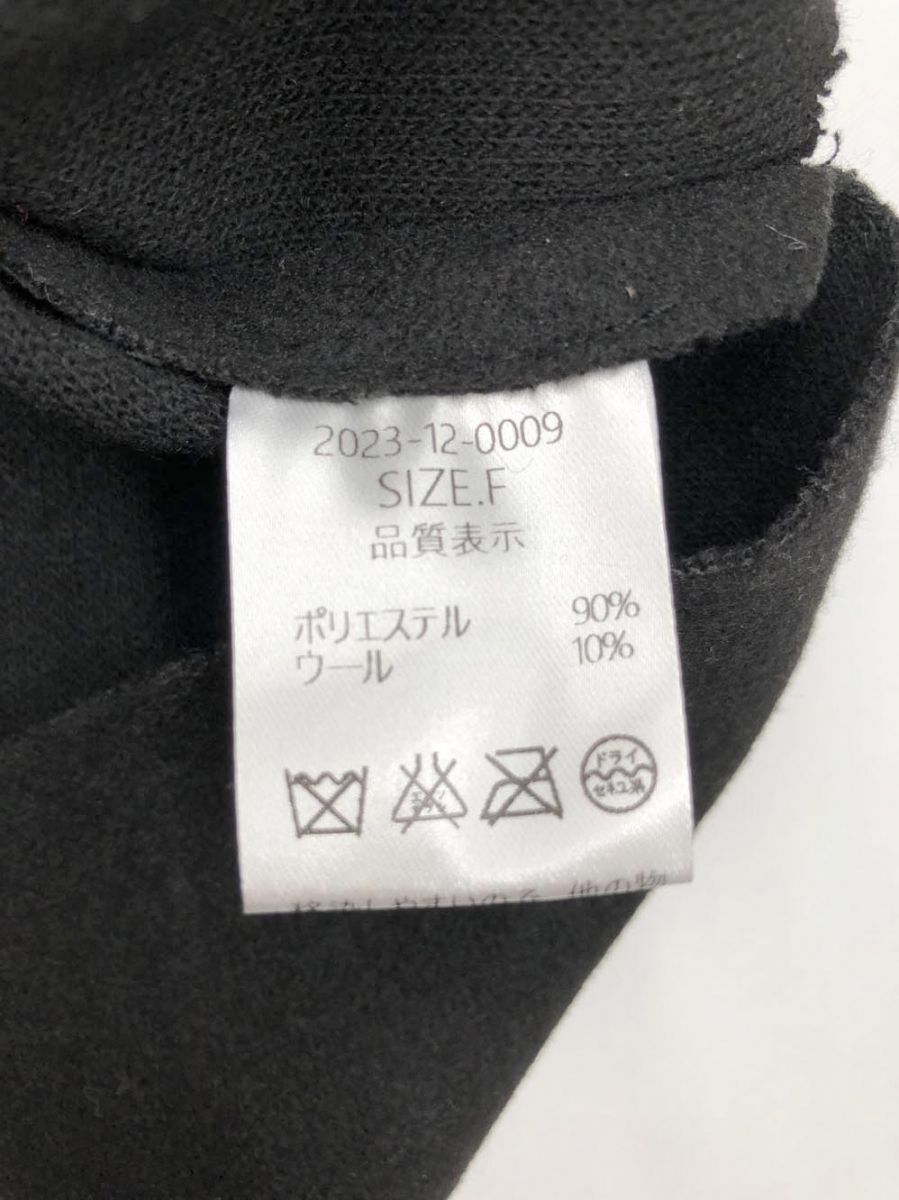 2023-12-0009
SIZE.F
品質表示
ポリエステル 90%
ウール 10%
ドライ
セキユ系